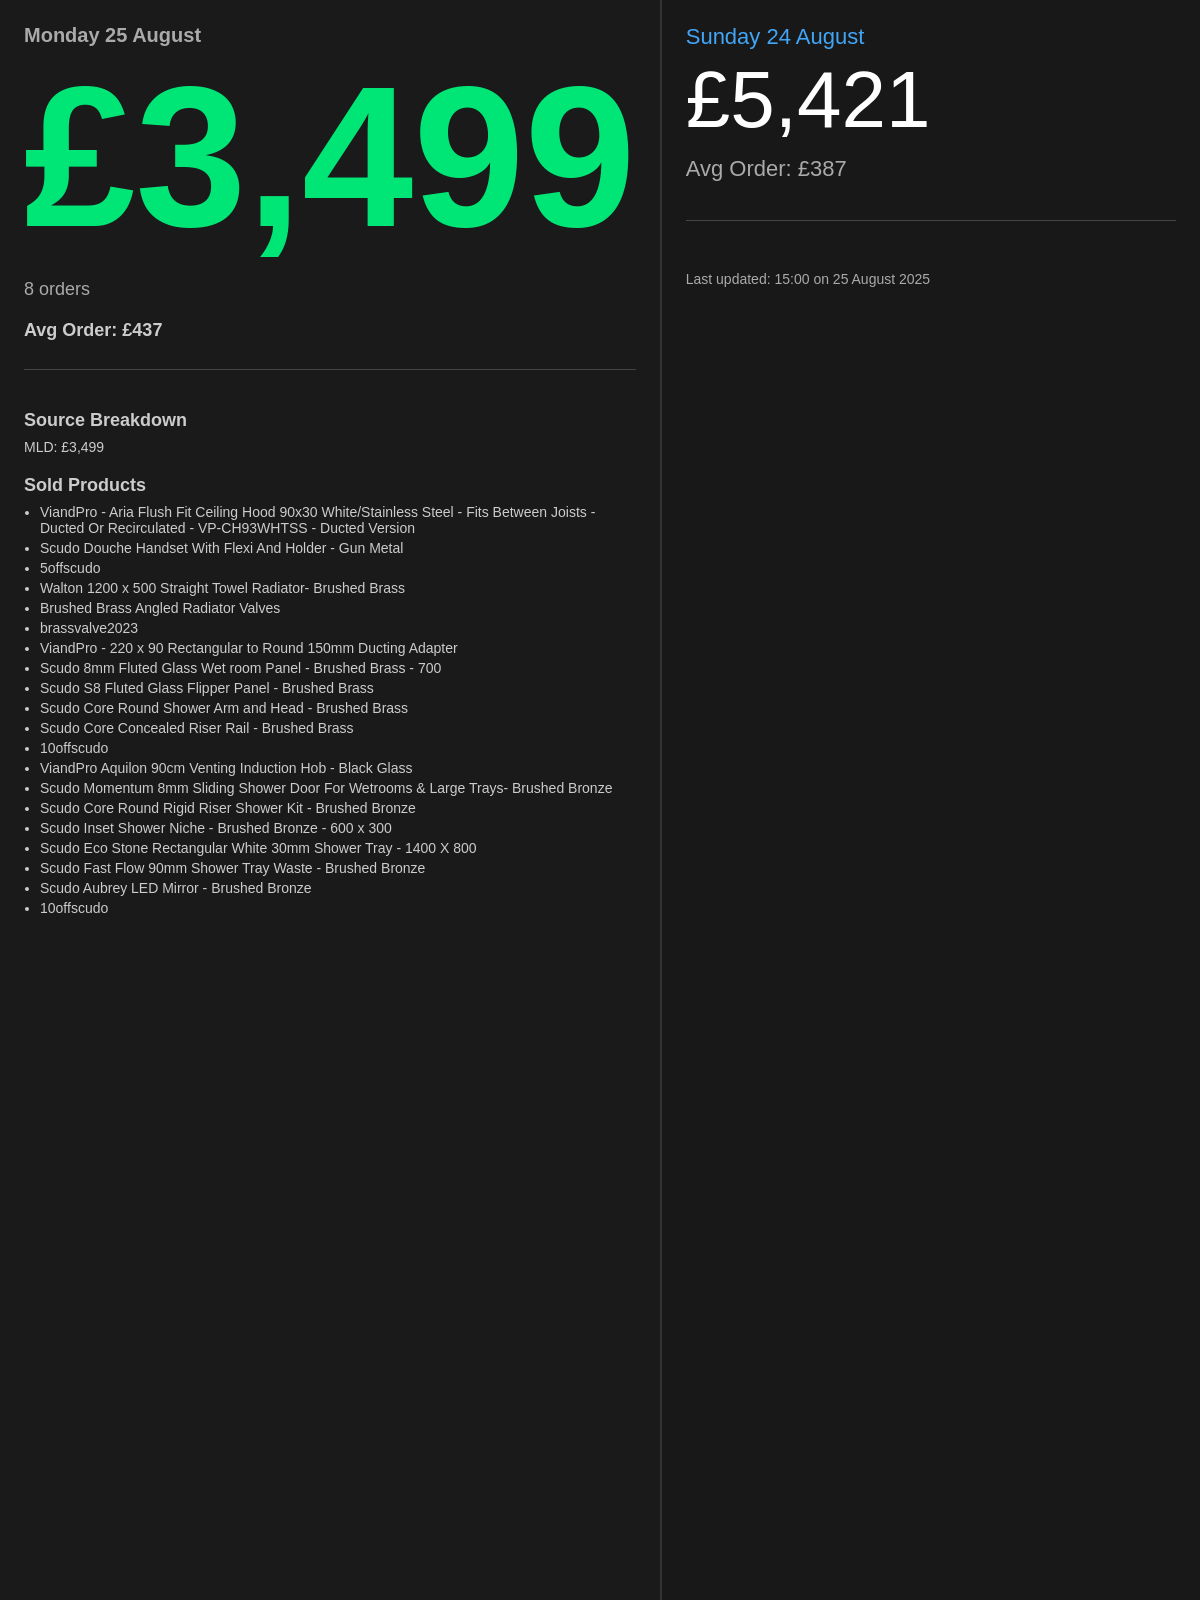 Monday 25 August
£3,499
8 orders
Avg Order: £437
Source Breakdown
MLD: £3,499
Sold Products
• ViandPro - Aria Flush Fit Ceiling Hood 90x30 White/Stainless Steel - Fits Between Joists -
Ducted Or Recirculated - VP-CH93WHTSS - Ducted Version
• Scudo Douche Handset With Flexi And Holder - Gun Metal
• 5offscudo
• Walton 1200 x 500 Straight Towel Radiator- Brushed Brass
• Brushed Brass Angled Radiator Valves
• brassvalve2023
• ViandPro - 220 x 90 Rectangular to Round 150mm Ducting Adapter
• Scudo 8mm Fluted Glass Wet room Panel - Brushed Brass - 700
• Scudo S8 Fluted Glass Flipper Panel - Brushed Brass
• Scudo Core Round Shower Arm and Head - Brushed Brass
• Scudo Core Concealed Riser Rail - Brushed Brass
• 10offscudo
• ViandPro Aquilon 90cm Venting Induction Hob - Black Glass
• Scudo Momentum 8mm Sliding Shower Door For Wetrooms & Large Trays- Brushed Bronze
• Scudo Core Round Rigid Riser Shower Kit - Brushed Bronze
• Scudo Inset Shower Niche - Brushed Bronze - 600 x 300
• Scudo Eco Stone Rectangular White 30mm Shower Tray - 1400 X 800
• Scudo Fast Flow 90mm Shower Tray Waste - Brushed Bronze
• Scudo Aubrey LED Mirror - Brushed Bronze
• 10offscudo
Sunday 24 August
£5,421
Avg Order: £387
Last updated: 15:00 on 25 August 2025